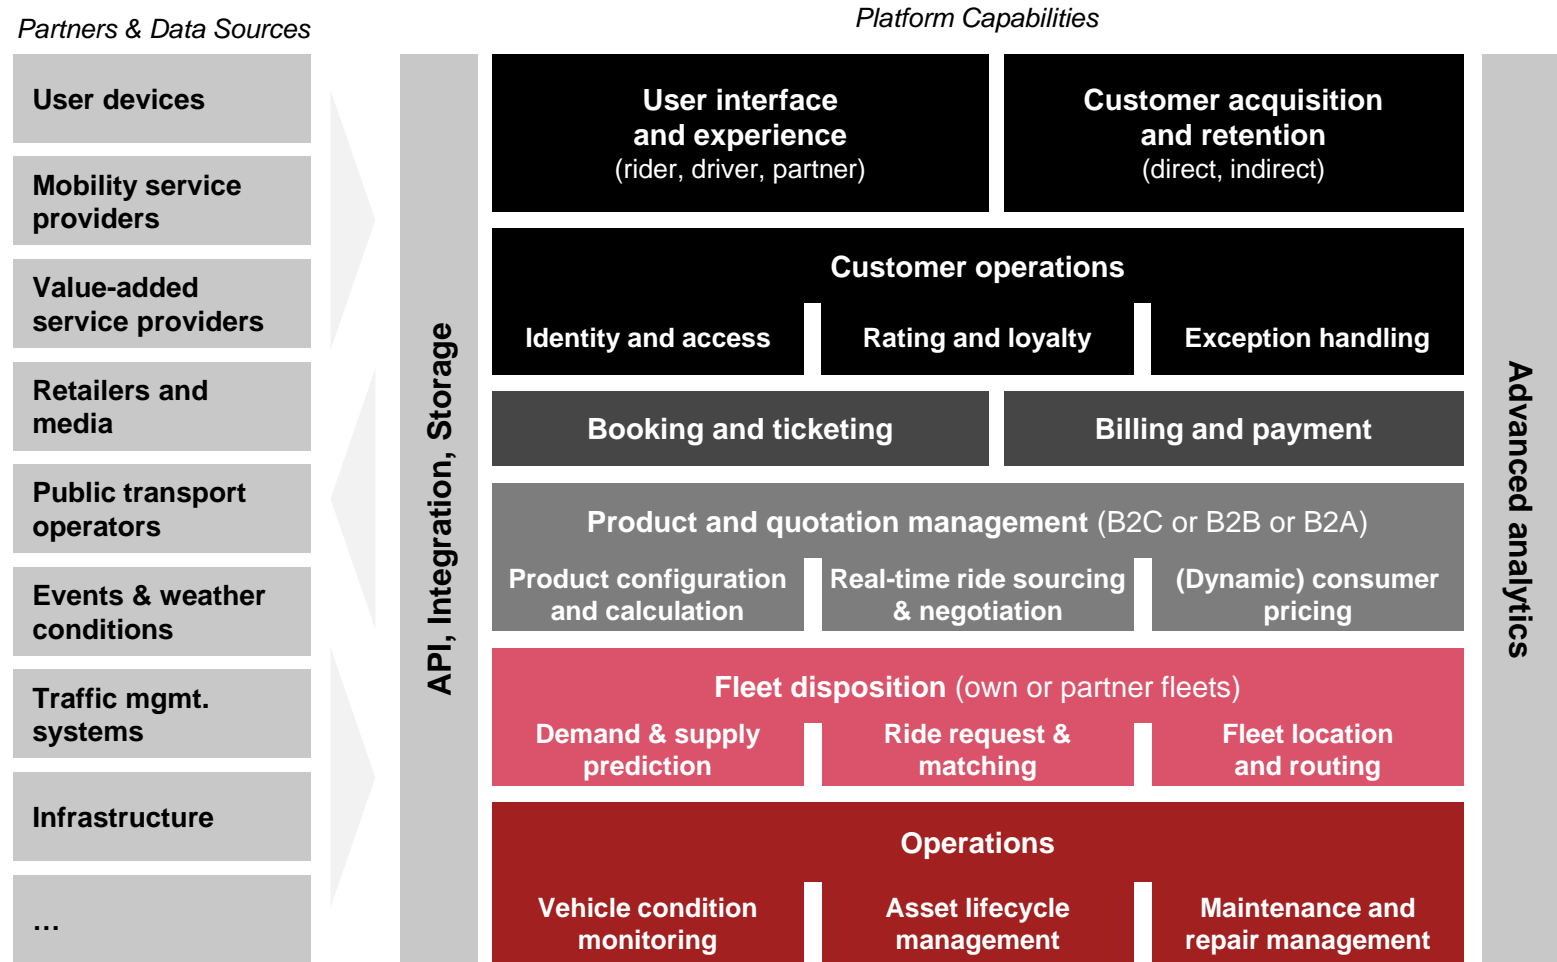 Partners & Data Sources
Platform Capabilities
User devices
Mobility service
providers
Value-added
service providers
Retailers and
media
Public transport
operators
Events & weather
conditions
Traffic mgmt.
systems
Infrastructure
...
API, Integration, Storage
User interface
and experience
(rider, driver, partner)
Customer acquisition
and retention
(direct, indirect)
Customer operations
Identity and access
Rating and loyalty
Exception handling
Booking and ticketing
Billing and payment
Product and quotation management (B2C or B2B or B2A)
Product configuration
and calculation
Real-time ride sourcing
& negotiation
(Dynamic) consumer
pricing
Fleet disposition (own or partner fleets)
Demand & supply
prediction
Ride request &
matching
Fleet location
and routing
Operations
Vehicle condition
monitoring
Asset lifecycle
management
Maintenance and
repair management
Advanced analytics